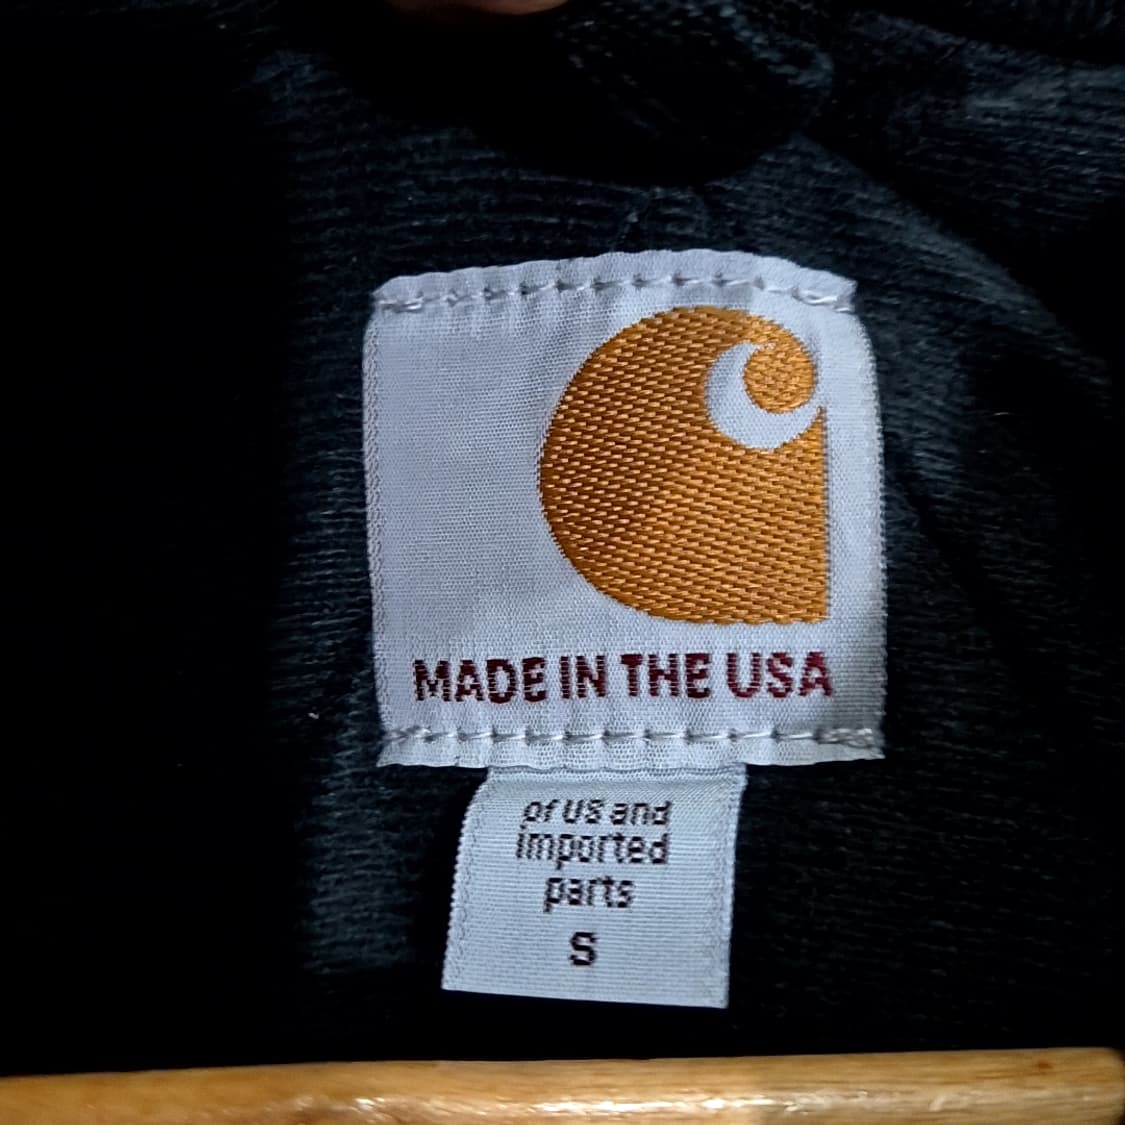 MADE IN THE USA
of US and
imported
parts
S